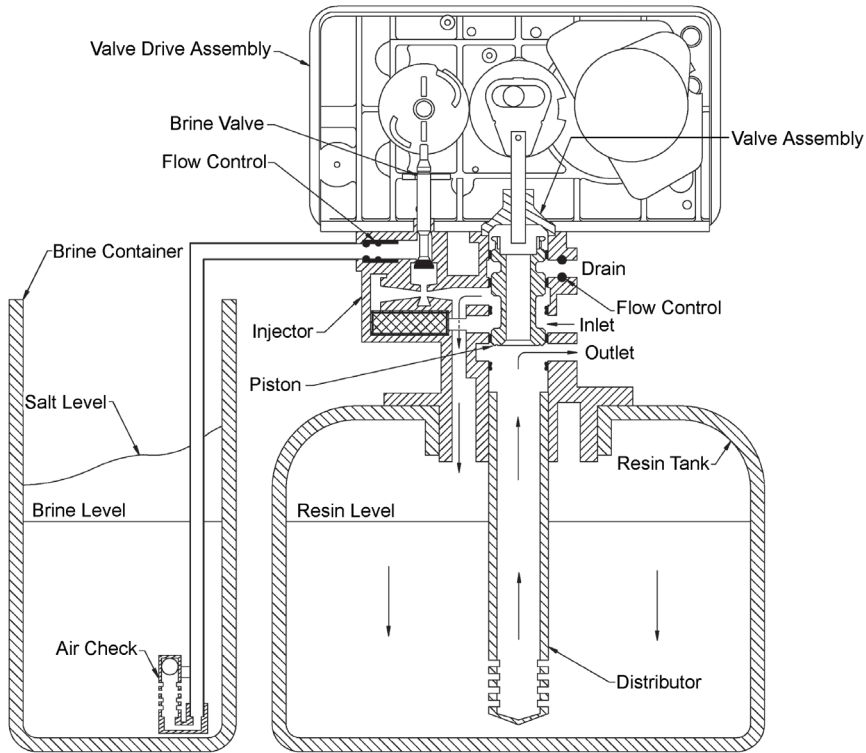 Valve Drive Assembly
Brine Valve
Flow Control
Valve Assembly
Brine Container
Drain
Flow Control
Injector
Inlet
Outlet
Piston
Salt Level
Resin Tank
Brine Level
Resin Level
Air Check
Distributor